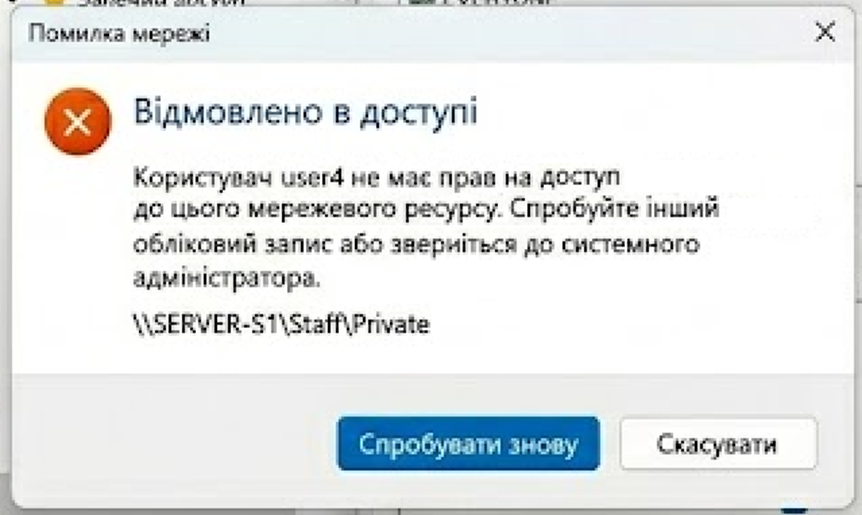 Помилка мережі
Відмовлено в доступі
Користувач user4 не має прав на доступ
до цього мережевого ресурсу. Спробуйте інший
обліковий запис або зверніться до системного
адміністратора.
\\SERVER-S1\Staff\Private
Спробувати знову
Скасувати